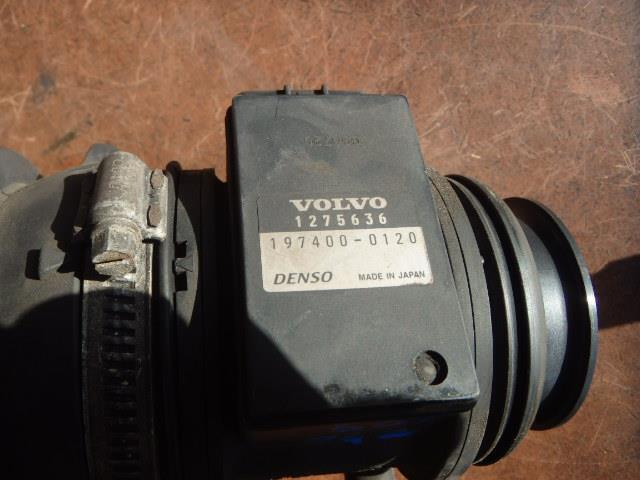 VOLVO
1275636
197400-0120
DENSO MADE IN JAPAN